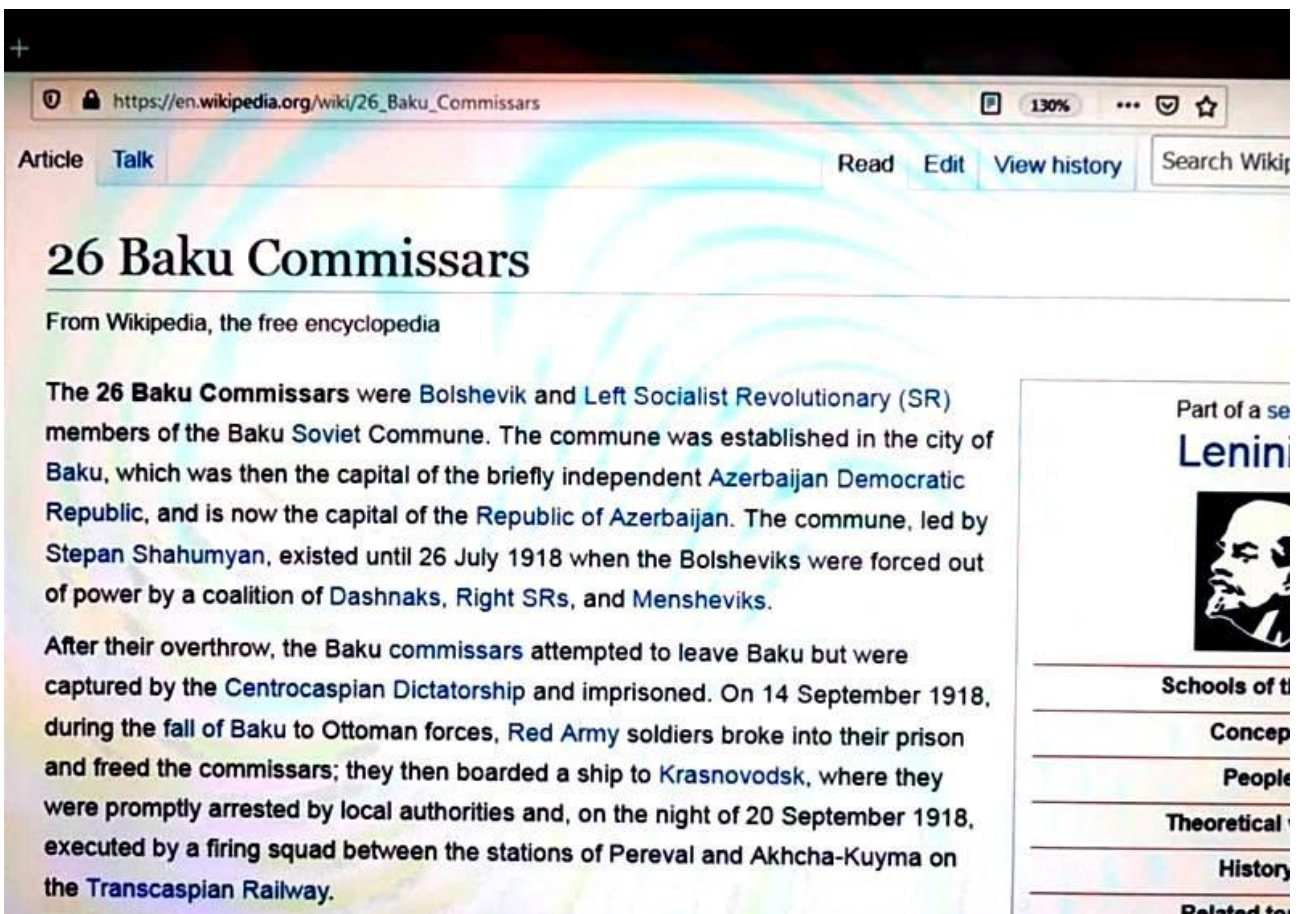 https://en.wikipedia.org/wiki/26_Baku_Commissars
130%
Article Talk
Read Edit View history
Search
26 Baku Commissars
From Wikipedia, the free encyclopedia
The 26 Baku Commissars were Bolshevik and Left Socialist Revolutionary (SR)
members of the Baku Soviet Commune. The commune was established in the city of
Baku, which was then the capital of the briefly independent Azerbaijan Democratic
Republic, and is now the capital of the Republic of Azerbaijan. The commune, led by
Stepan Shahumyan, existed until 26 July 1918 when the Bolsheviks were forced out
of power by a coalition of Dashnaks, Right SRs, and Mensheviks.
After their overthrow, the Baku commissars attempted to leave Baku but were
captured by the Centrocaspian Dictatorship and imprisoned. On 14 September 1918,
during the fall of Baku to Ottoman forces, Red Army soldiers broke into their prison
and freed the commissars; they then boarded a ship to Krasnovodsk, where they
were promptly arrested by local authorities and, on the night of 20 September 1918,
executed by a firing squad between the stations of Pereval and Akhcha-Kuyma on
the Transcaspian Railway.
Part of a
Schools of
People
Theoretical
History
Related